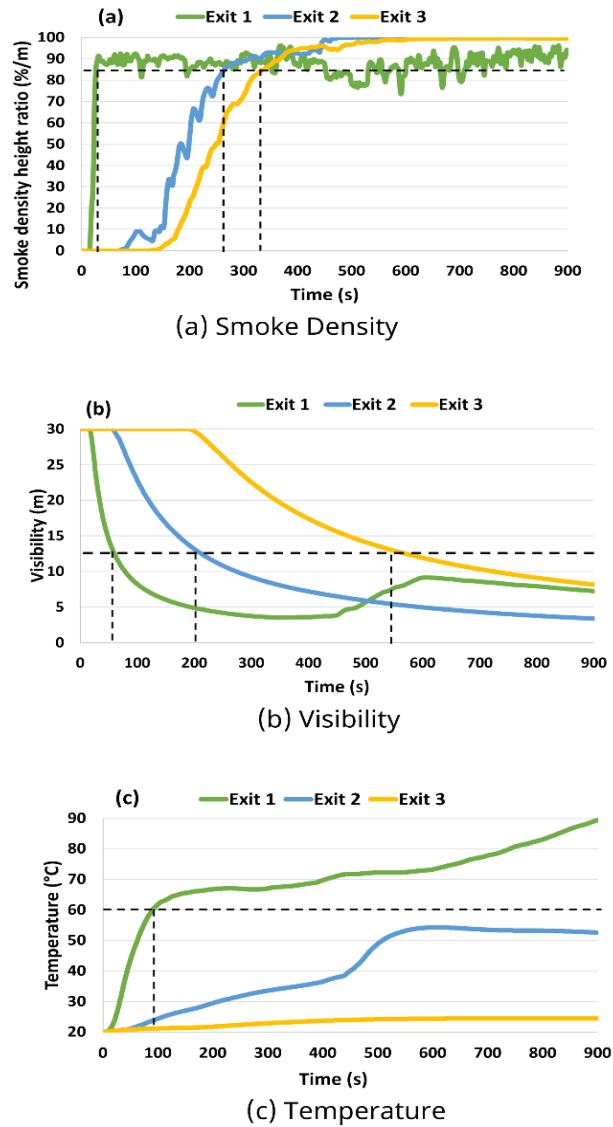 (a)
Exit 1 Exit 2 Exit 3
Smoke density height ratio (%/m)
100
90
80
70
60
50
40
30
20
10
0
0 100 200 300 400 500 600 700 800 900
Time (s)
(a) Smoke Density
(b)
Exit 1 Exit 2 Exit 3
Visibility (m)
30
25
20
15
10
5
0
0 100 200 300 400 500 600 700 800 900
Time (s)
(b) Visibility
(c)
Exit 1 Exit 2 Exit 3
Temperature (°C)
90
80
70
60
50
40
30
20
0 100 200 300 400 500 600 700 800 900
Time (s)
(c) Temperature